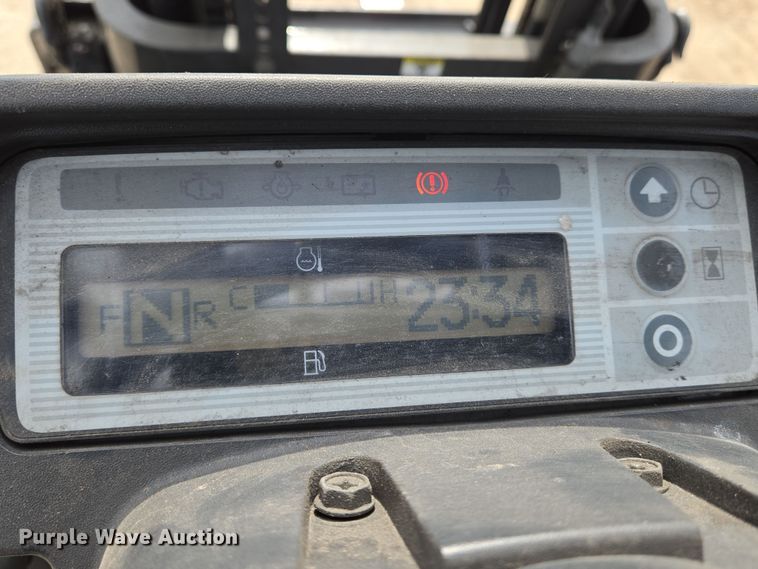 F N R C H 23:34
Purple Wave Auction